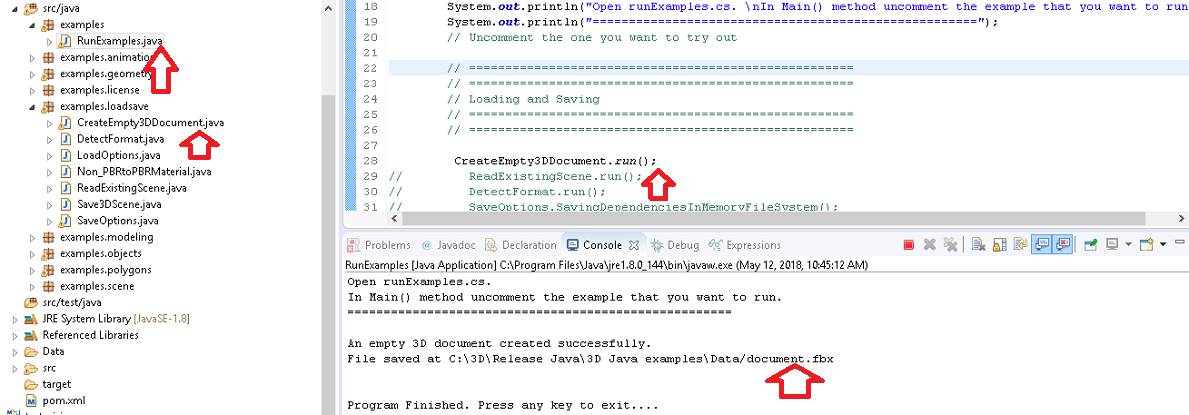 src/java
examples
RunExamples.java
examples.animation
examples.geometry
examples.license
examples.loadsave
CreateEmpty3DDocument.java
DetectFormat.java
LoadOptions.java
Non_PBRtoPBRMaterial.java
ReadExistingScene.java
Save3DScene.java
SaveOptions.java
examples.modeling
examples.objects
examples.polygons
examples.scene
src/test/java
JRE System Library [JavaSE-1.8]
Referenced Libraries
Data
src
target
pom.xml
18 System.out.println("Open runExamples.cs. \nIn Main() method uncomment the example that you want to run
19 System.out.println("=====================================================");
20 // Uncomment the one you want to try out
21
22 // =====================================================
23 // =====================================================
24 // Loading and Saving
25 // =====================================================
26 // =====================================================
27
28 CreateEmpty3DDocument.run();
29 // ReadExistingScene.run();
30 // DetectFormat.run();
31 // SaveOptions.SavingDependenciesInMemoryFileSystem();
Problems @ Javadoc Declaration Console Debug Expressions
RunExamples [Java Application] C:\Program Files\Java\jre1.8.0_144\bin\javaw.exe (May 12, 2018, 10:45:12 AM)
Open runExamples.cs.
In Main() method uncomment the example that you want to run.
=====================================================
An empty 3D document created successfully.
File saved at C:\3D\Release Java\3D Java examples\Data/document.fbx
Program Finished. Press any key to exit....